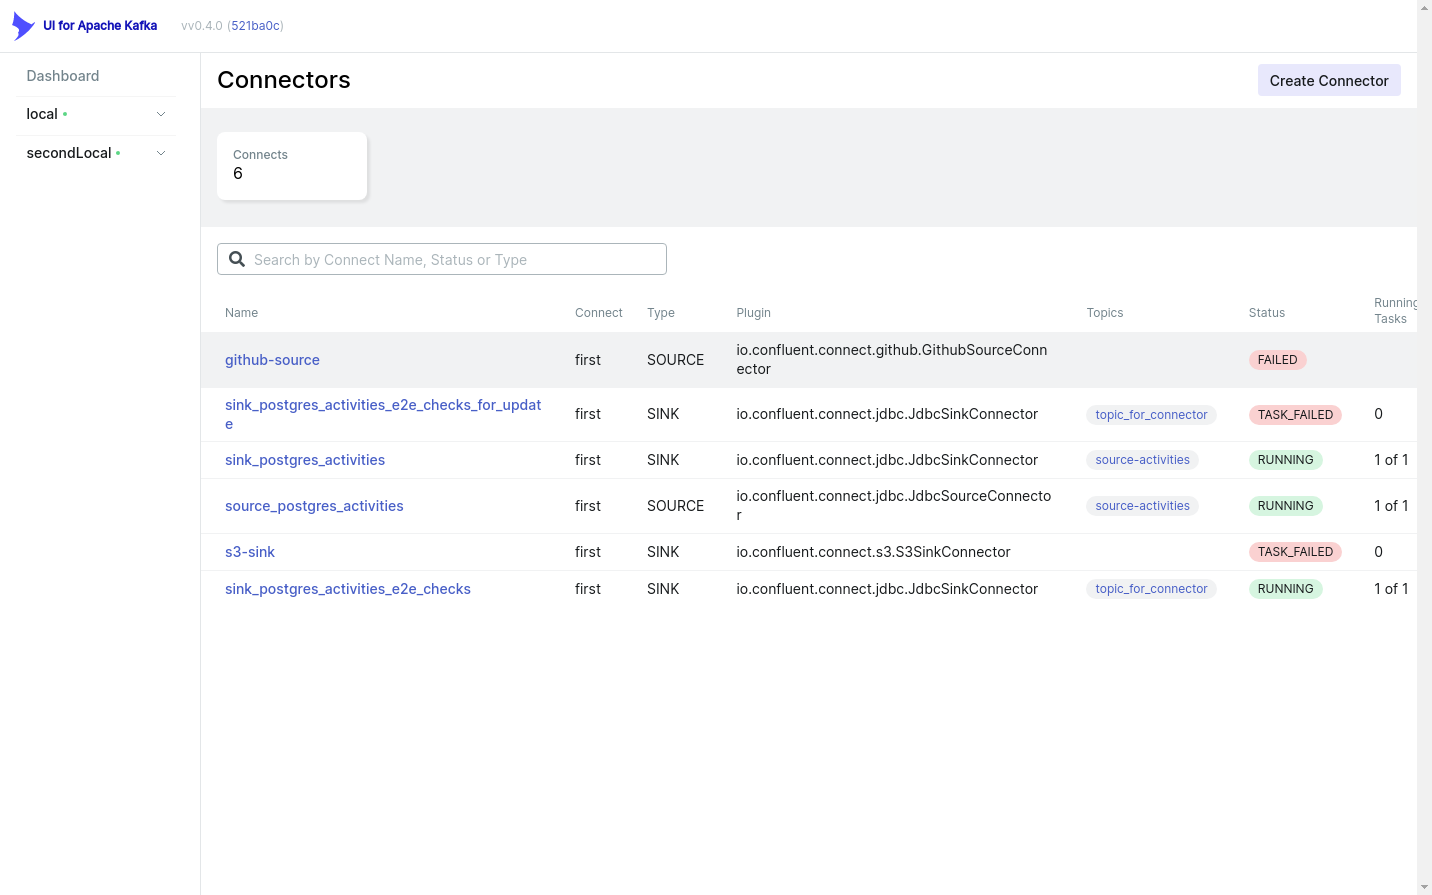 UI for Apache Kafka vv0.4.0 (521ba0c)
Dashboard
local
secondLocal
Connectors
Create Connector
Connects
6
Search by Connect Name, Status or Type
Name Connect Type Plugin Topics Status Running
Tasks
github-source first SOURCE io.confluent.connect.github.GithubSourceConn
ector FAILED
sink_postgres_activities_e2e_checks_for_updat
e first SINK io.confluent.connect.jdbc.JdbcSinkConnector topic_for_connector TASK_FAILED 0
sink_postgres_activities first SINK io.confluent.connect.jdbc.JdbcSinkConnector source-activities RUNNING 1 of 1
source_postgres_activities first SOURCE io.confluent.connect.jdbc.JdbcSourceConnecto
r source-activities RUNNING 1 of 1
s3-sink first SINK io.confluent.connect.s3.S3SinkConnector TASK_FAILED 0
sink_postgres_activities_e2e_checks first SINK io.confluent.connect.jdbc.JdbcSinkConnector topic_for_connector RUNNING 1 of 1